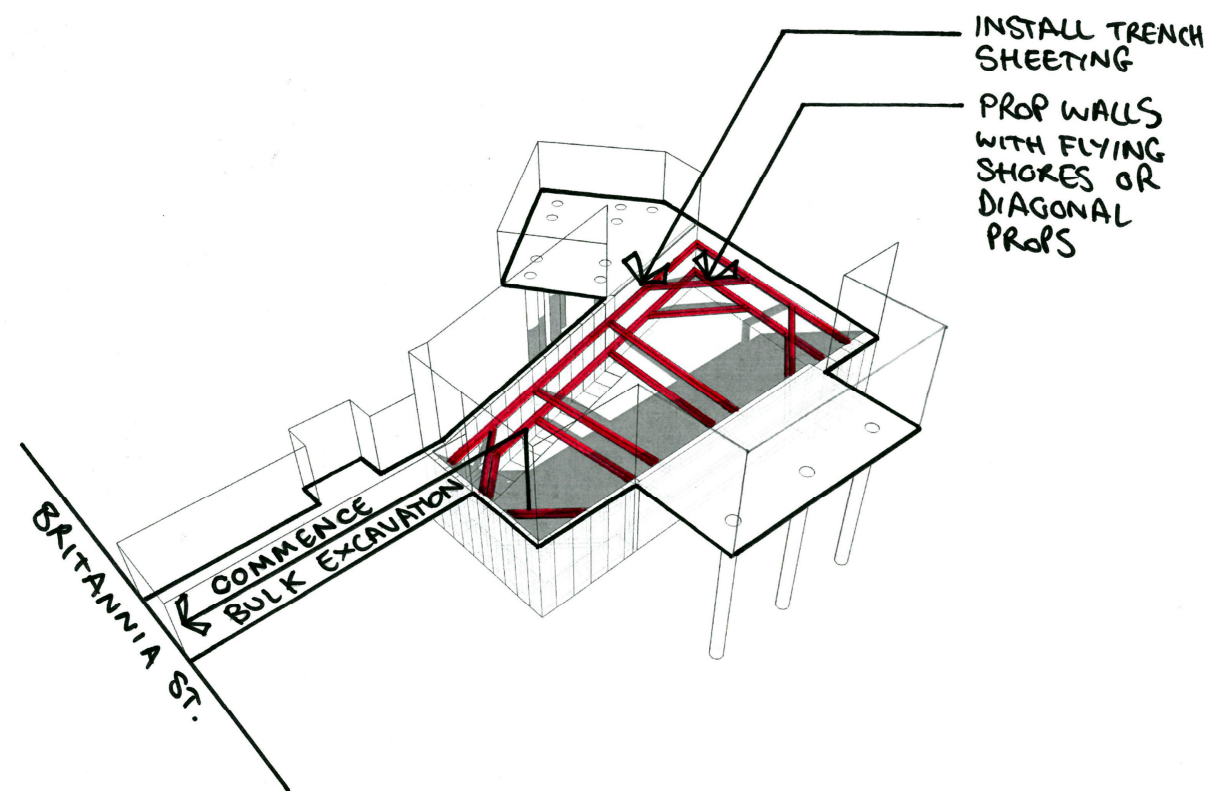 INSTALL TRENCH
SHEETING
PROP WALLS
WITH FLYING
SHORES OR
DIAGONAL
PROPS
COMMENCE
BULK EXCAVATION
BRITANNIA ST.